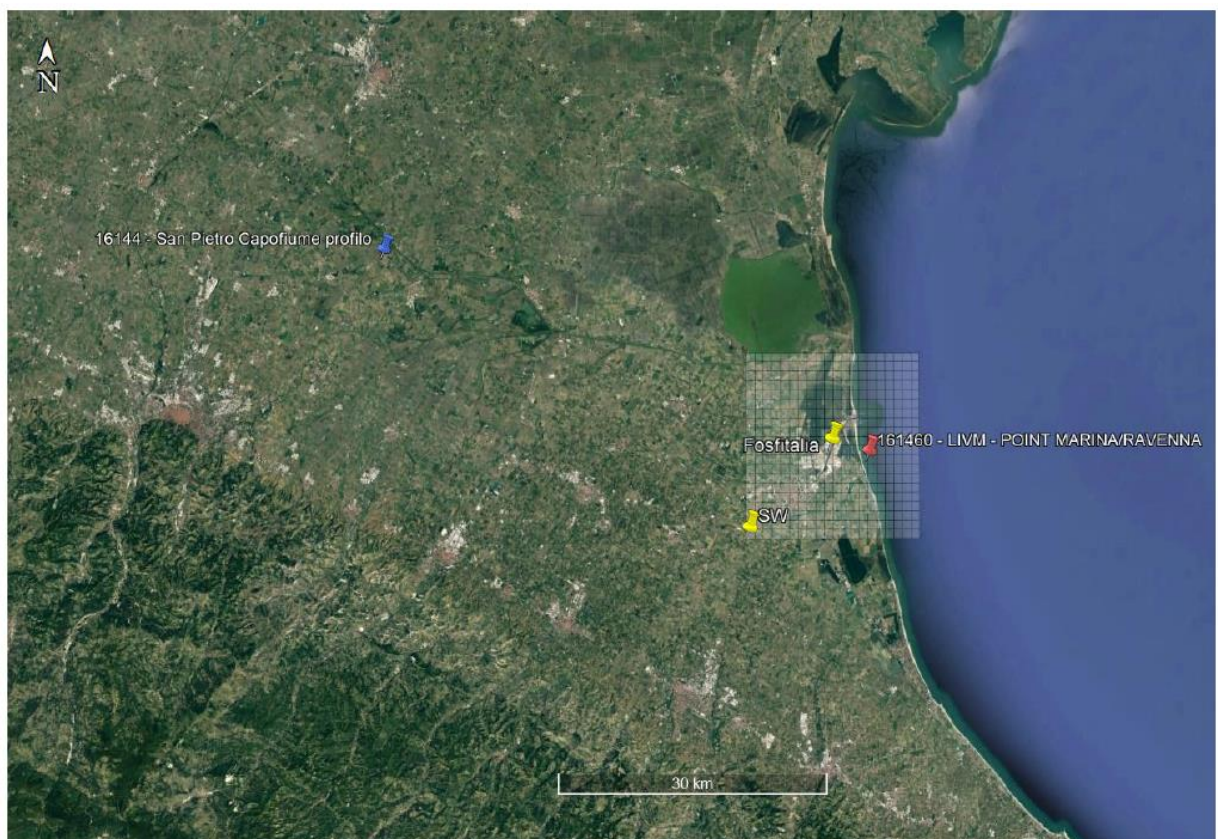 N
16144 - San Pietro Capofiume profilo
Fosfitalia
161460 - LIVM - POINT MARINA/RAVENNA
SW
30 km